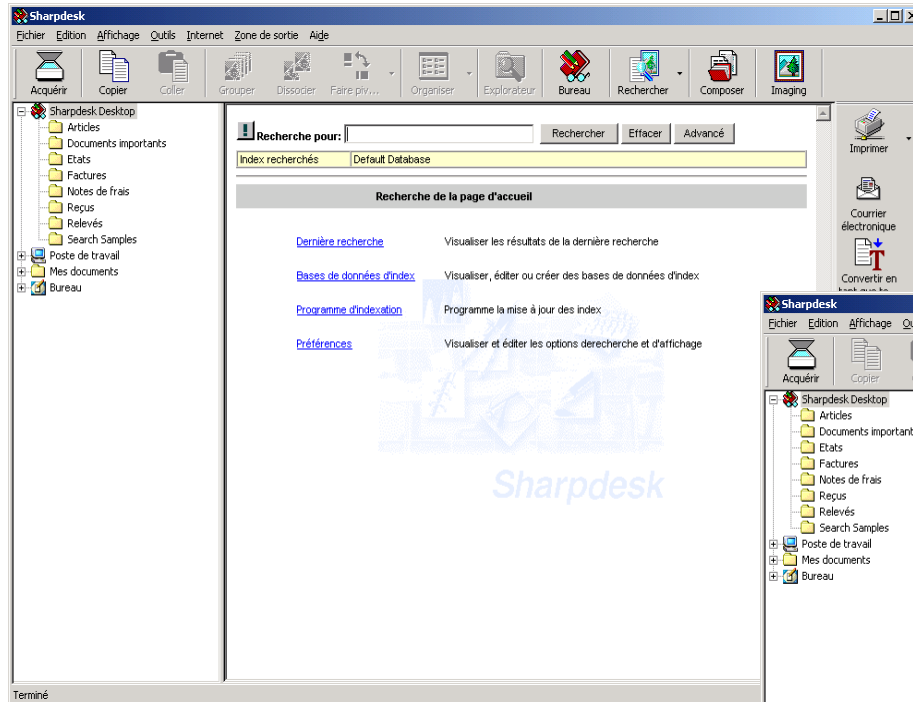 Sharpdesk
Fichier Edition Affichage Outils Internet Zone de sortie Aide
Acquérir Copier Coller Grouper Dissocier Faire piv... Organiser Explorateur Bureau Rechercher Composer Imaging
Sharpdesk Desktop
Articles
Documents importants
Etats
Factures
Notes de frais
Reçus
Relevés
Search Samples
Poste de travail
Mes documents
Bureau
Recherche pour: Rechercher Effacer Advancé
Index recherchés Default Database
Recherche de la page d'accueil
Dernière recherche Visualiser les résultats de la dernière recherche
Bases de données d'index Visualiser, éditer ou créer des bases de données d'index
Programme d'indexation Programme la mise à jour des index
Préférences Visualiser et éditer les options derecherche et d'affichage
Sharpdesk
Imprimer
Courrier
électronique
Convertir en
Terminé
Sharpdesk
Fichier Edition Affichage
Acquérir Copier
Sharpdesk Desktop
Articles
Documents important
Etats
Factures
Notes de frais
Reçus
Relevés
Search Samples
Poste de travail
Mes documents
Bureau